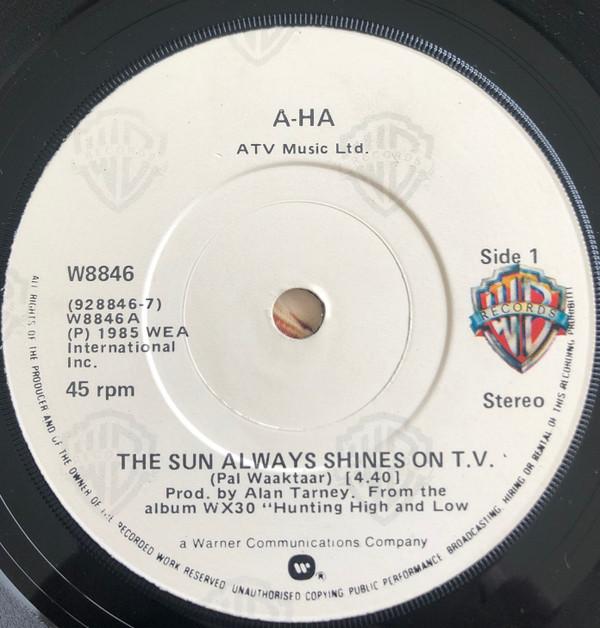 A-HA
ATV Music Ltd.
Side 1
W8846
(928846-7)
W8846A
(P) 1985 WEA
International
Inc.
45 rpm
WB
RECORDS
Stereo
THE SUN ALWAYS SHINES ON T.V.
(Pal Waaktaar) [4.40]
Prod. by Alan Tarney. From the
album WX30 "Hunting High and Low
a Warner Communications Company
ALL RIGHTS OF THE PRODUCER AND OF THE OWNER OF THE RECORDED WORK RESERVED UNAUTHORISED COPYING PUBLIC PERFORMANCE BROADCASTING, HIRING OR RENTAL OF THIS RECORDING PROHIBITED